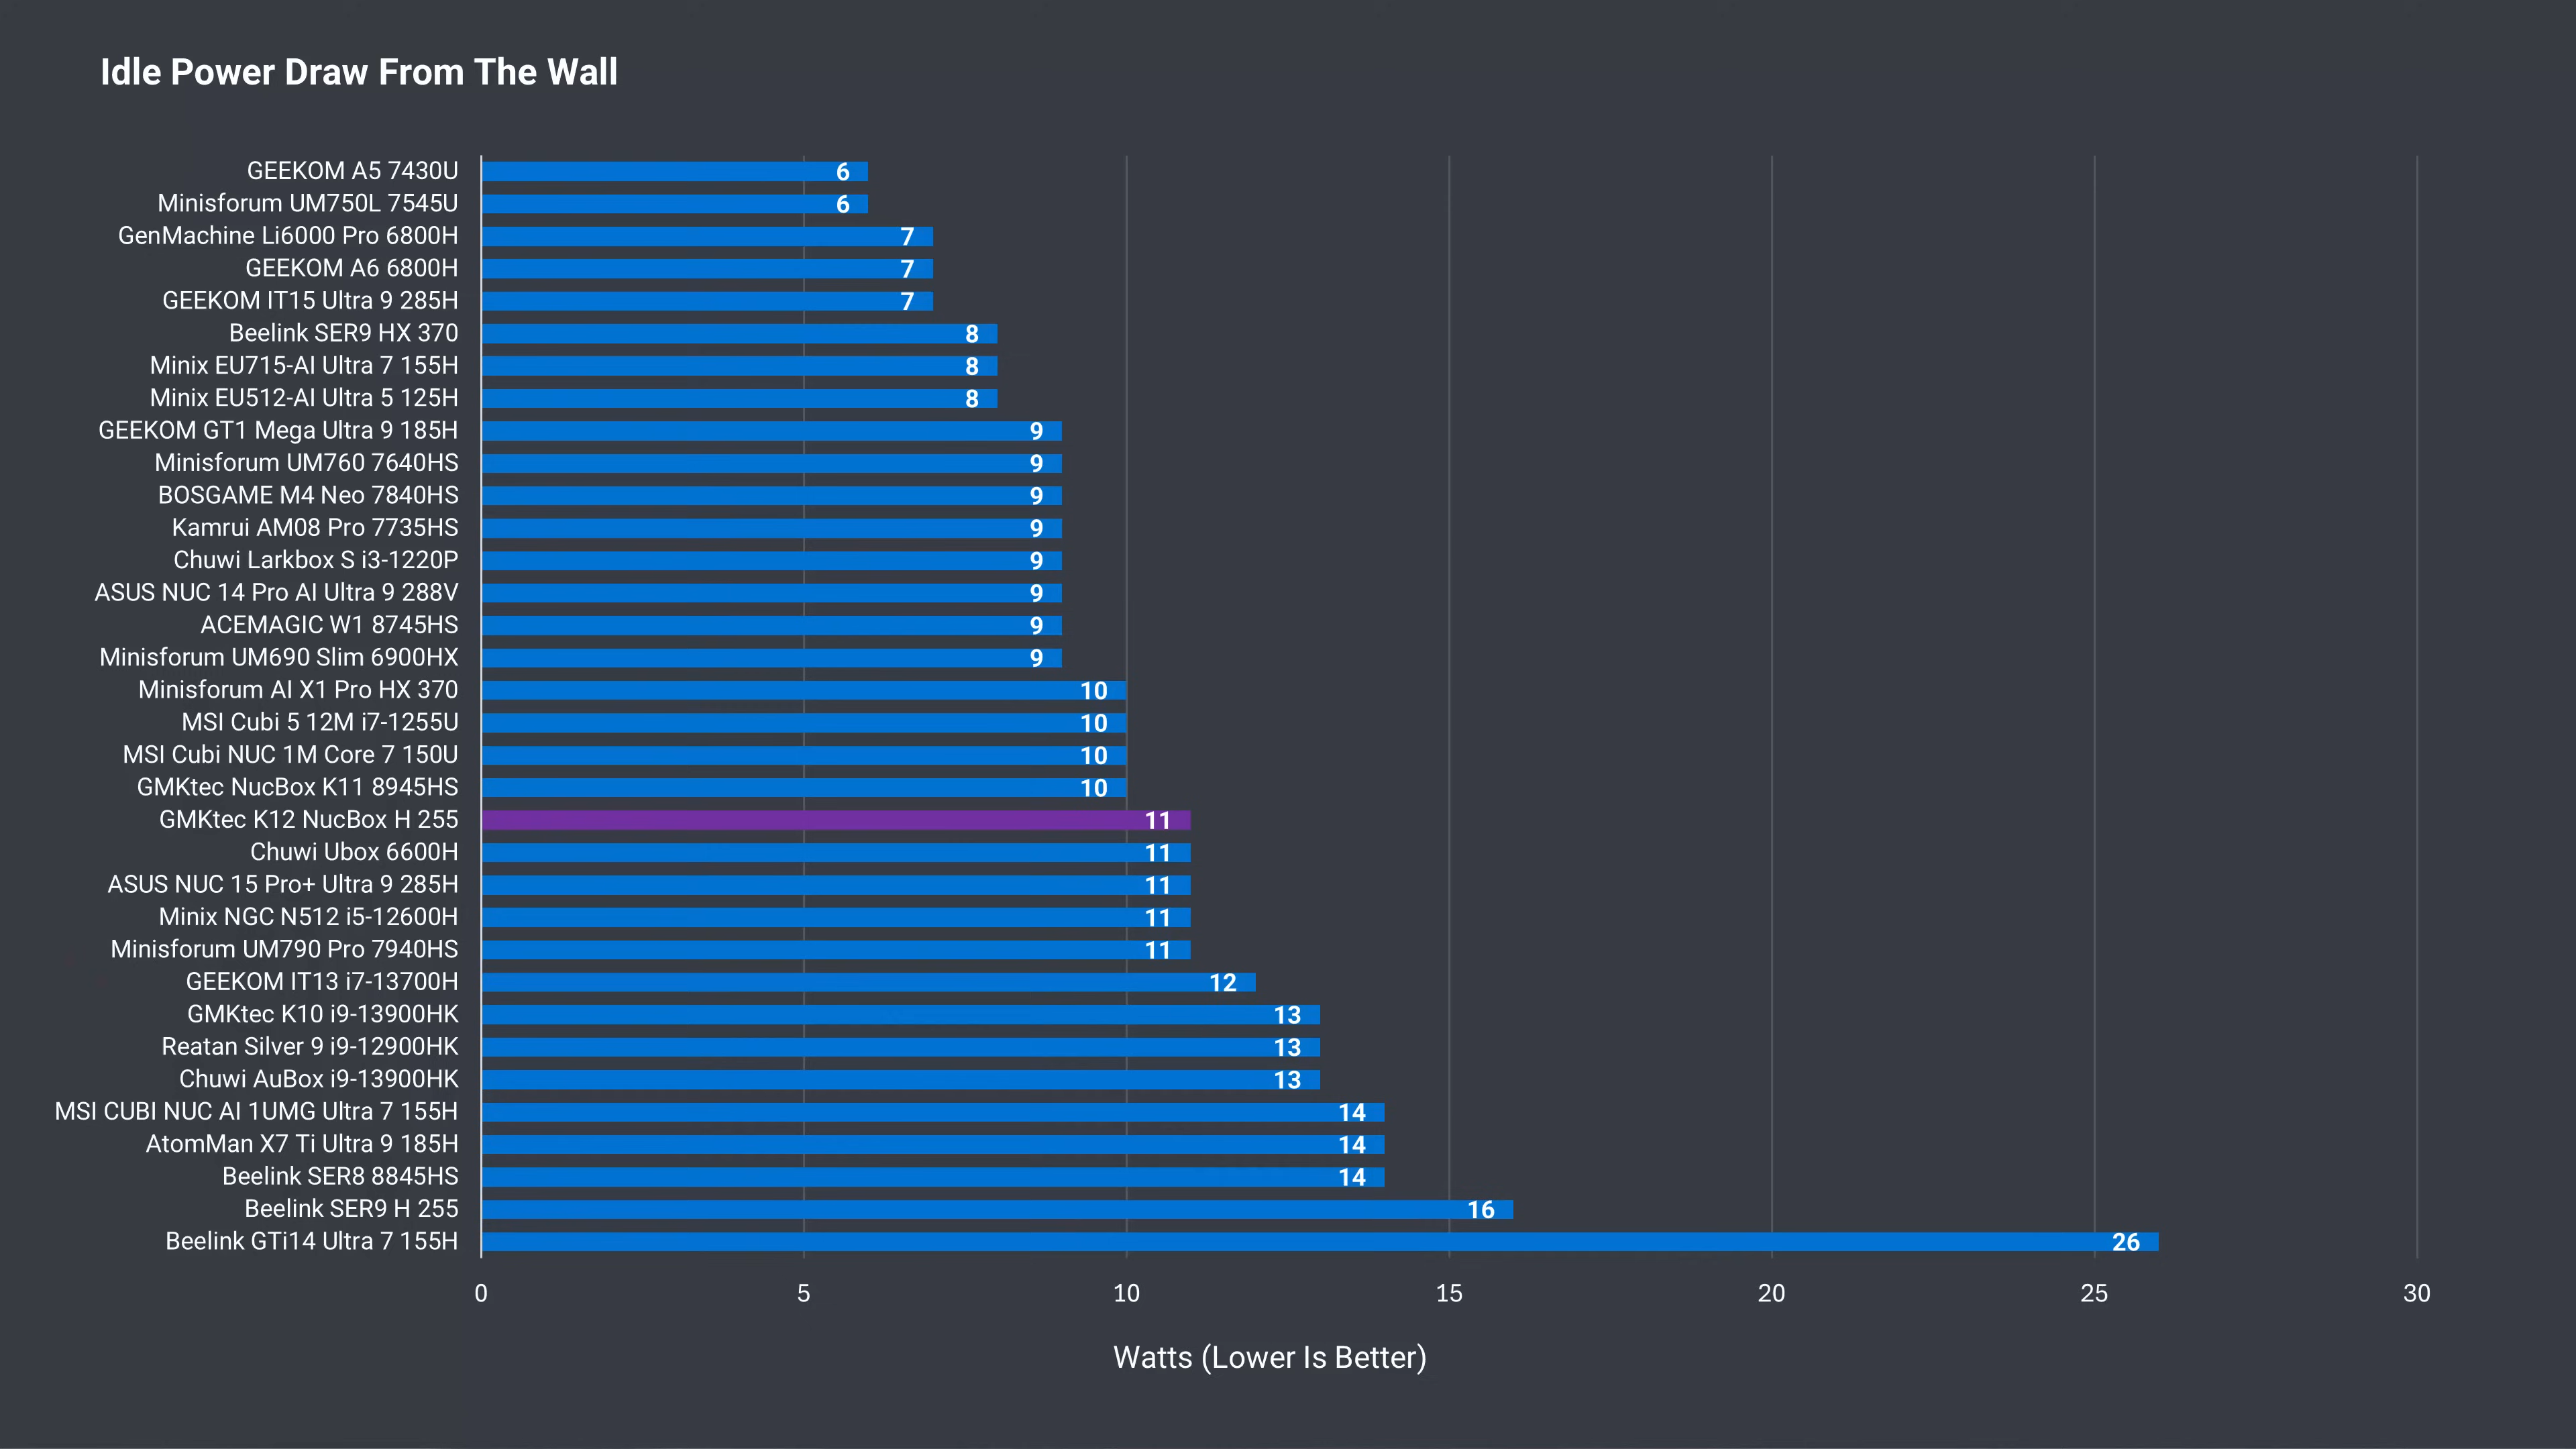 Idle Power Draw From The Wall
GEEKOM A5 7430U 6
Minisforum UM750L 7545U 6
GenMachine Li6000 Pro 6800H 7
GEEKOM A6 6800H 7
GEEKOM IT15 Ultra 9 285H 7
Beelink SER9 HX 370 8
Minix EU715-AI Ultra 7 155H 8
Minix EU512-AI Ultra 5 125H 8
GEEKOM GT1 Mega Ultra 9 185H 9
Minisforum UM760 7640HS 9
BOSGAME M4 Neo 7840HS 9
Kamrui AM08 Pro 7735HS 9
Chuwi Larkbox S i3-1220P 9
ASUS NUC 14 Pro AI Ultra 9 288V 9
ACEMAGIC W1 8745HS 9
Minisforum UM690 Slim 6900HX 9
Minisforum AI X1 Pro HX 370 10
MSI Cubi 5 12M i7-1255U 10
MSI Cubi NUC 1M Core 7 150U 10
GMKtec NucBox K11 8945HS 10
GMKtec K12 NucBox H 255 11
Chuwi Ubox 6600H 11
ASUS NUC 15 Pro+ Ultra 9 285H 11
Minix NGC N512 i5-12600H 11
Minisforum UM790 Pro 7940HS 11
GEEKOM IT13 i7-13700H 12
GMKtec K10 i9-13900HK 13
Reatan Silver 9 i9-12900HK 13
Chuwi AuBox i9-13900HK 13
MSI CUBI NUC AI 1UMG Ultra 7 155H 14
AtomMan X7 Ti Ultra 9 185H 14
Beelink SER8 8845HS 14
Beelink SER9 H 255 16
Beelink GTi14 Ultra 7 155H 26
0 5 10 15 20 25 30
Watts (Lower Is Better)